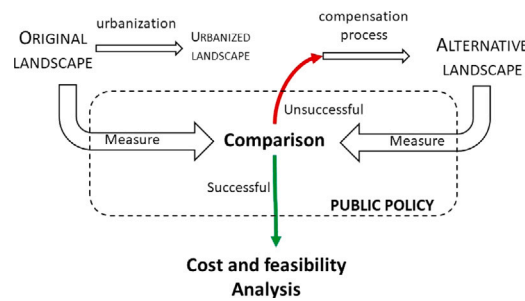 urbanization
compensation
process
ORIGINAL
LANDSCAPE
URBANIZED
LANDSCAPE
ALTERNATIVE
LANDSCAPE
Unsuccessful
Measure
Comparison
Measure
Successful
PUBLIC POLICY
Cost and feasibility
Analysis